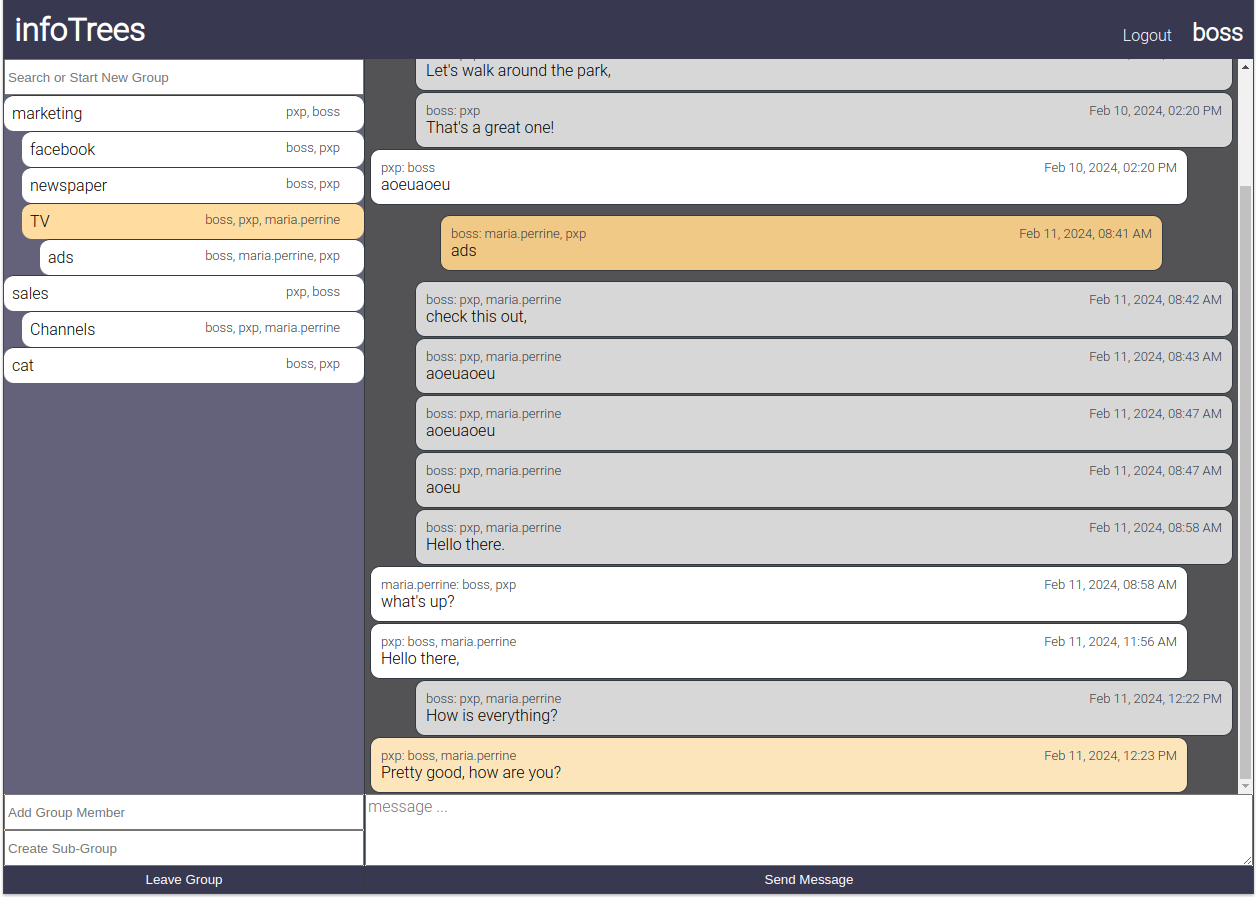 infoTrees
Logout boss
Search or Start New Group
marketing pxp, boss
facebook boss, pxp
newspaper boss, pxp
TV boss, pxp, maria.perrine
ads boss, maria.perrine, pxp
sales pxp, boss
Channels boss, pxp, maria.perrine
cat boss, pxp
Add Group Member
Create Sub-Group
Leave Group
Let's walk around the park,
boss: pxp Feb 10, 2024, 02:20 PM
That's a great one!
pxp: boss Feb 10, 2024, 02:20 PM
aoeuaoeu
boss: maria.perrine, pxp Feb 11, 2024, 08:41 AM
ads
boss: pxp, maria.perrine Feb 11, 2024, 08:42 AM
check this out,
boss: pxp, maria.perrine Feb 11, 2024, 08:43 AM
aoeuaoeu
boss: pxp, maria.perrine Feb 11, 2024, 08:47 AM
aoeuaoeu
boss: pxp, maria.perrine Feb 11, 2024, 08:47 AM
aoeu
boss: pxp, maria.perrine Feb 11, 2024, 08:58 AM
Hello there.
maria.perrine: boss, pxp Feb 11, 2024, 08:58 AM
what's up?
pxp: boss, maria.perrine Feb 11, 2024, 11:56 AM
Hello there,
boss: pxp, maria.perrine Feb 11, 2024, 12:22 PM
How is everything?
pxp: boss, maria.perrine Feb 11, 2024, 12:23 PM
Pretty good, how are you?
message ...
Send Message